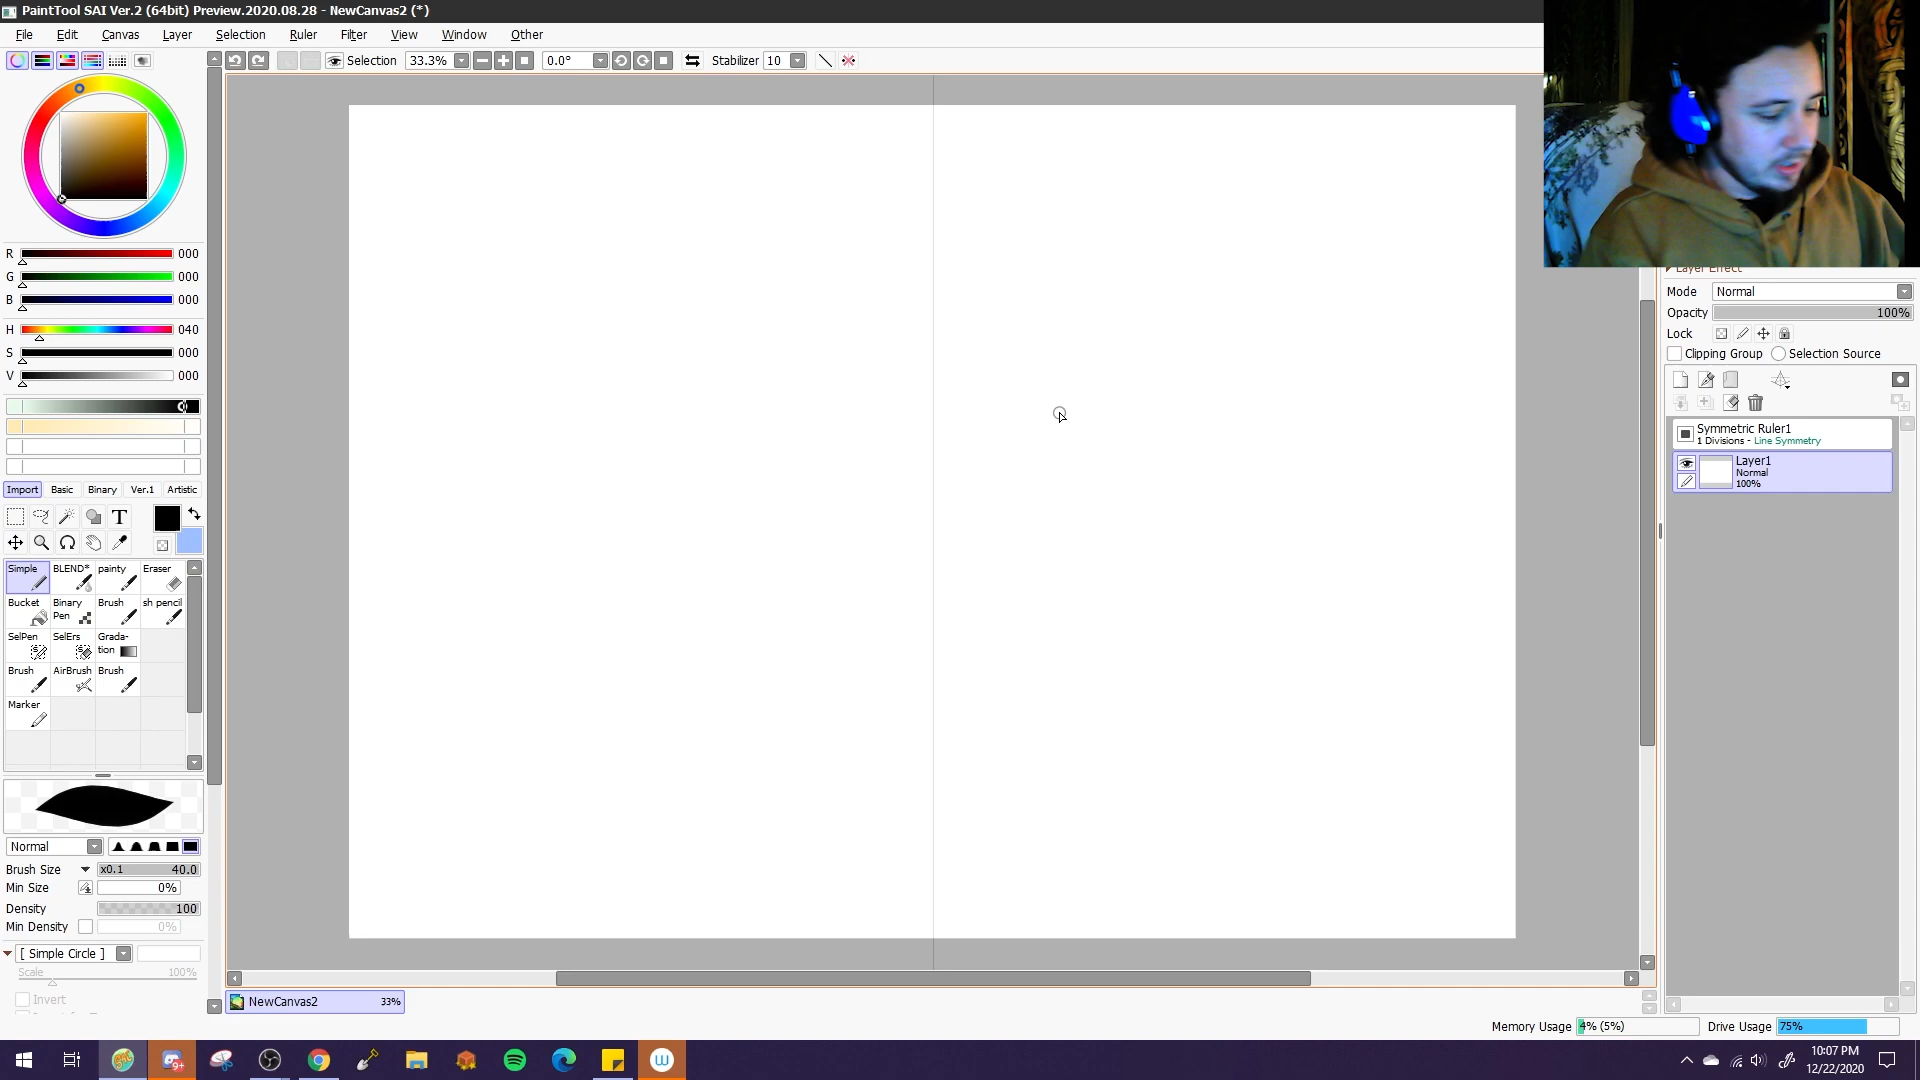 PaintTool SAI Ver.2 (64bit) Preview.2020.08.28 - NewCanvas2 (*)
File Edit Canvas Layer Selection Ruler Filter View Window Other
Selection 33.3% 0.0° Stabilizer 10
R 000
G 000
B 000
H 040
S 000
V 000
Import Basic Binary Ver.1 Artistic
T
Simple BLEND* painty Eraser
Bucket Binary Pen Brush sh pencil
SelPen SelErs Grada-tion
Brush AirBrush Brush
Marker
Normal
Brush Size x0.1 40.0
Min Size 0%
Density 100
Min Density 0%
[ Simple Circle ]
Scale 100%
Invert
Layer Effect
Mode Normal
Opacity 100%
Lock
Clipping Group Selection Source
Symmetric Ruler1
1 Divisions - Line Symmetry
Layer1
Normal
100%
NewCanvas2 33%
Memory Usage 4% (5%) Drive Usage 75%
9+
W
10:07 PM
12/22/2020